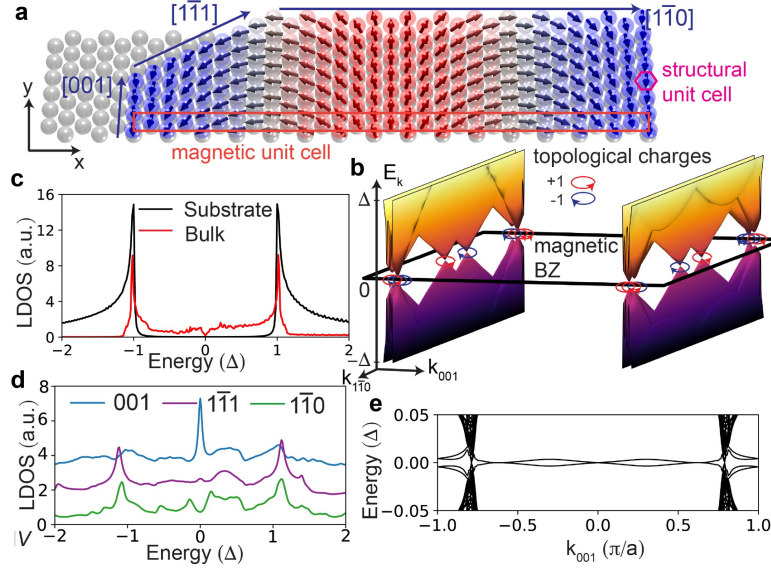 a
[11̅1]
[11̅0]
[001]
y
x
structural
unit cell
magnetic unit cell
b
E_k
topological charges
+1
-1
Δ
0
-Δ
magnetic
BZ
k_11̅0
k_001
c
16
12
8
4
0
LDOS (a.u.)
Substrate
Bulk
-2 -1 0 1 2
Energy (Δ)
d
8
6
4
2
0
LDOS (a.u.)
001 11̅1 11̅0
V
-2 -1 0 1 2
Energy (Δ)
e
0.05
0.00
-0.05
Energy (Δ)
-1.0 -0.5 0.0 0.5 1.0
k_001 (π/a)